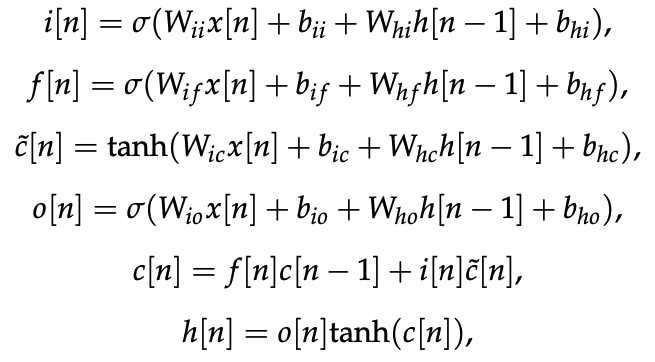 i[n] = σ(W_{ii}x[n] + b_{ii} + W_{hi}h[n − 1] + b_{hi}),
f[n] = σ(W_{if}x[n] + b_{if} + W_{hf}h[n − 1] + b_{hf}),
c̃[n] = tanh(W_{ic}x[n] + b_{ic} + W_{hc}h[n − 1] + b_{hc}),
o[n] = σ(W_{io}x[n] + b_{io} + W_{ho}h[n − 1] + b_{ho}),
c[n] = f[n]c[n − 1] + i[n]c̃[n],
h[n] = o[n]tanh(c[n]),